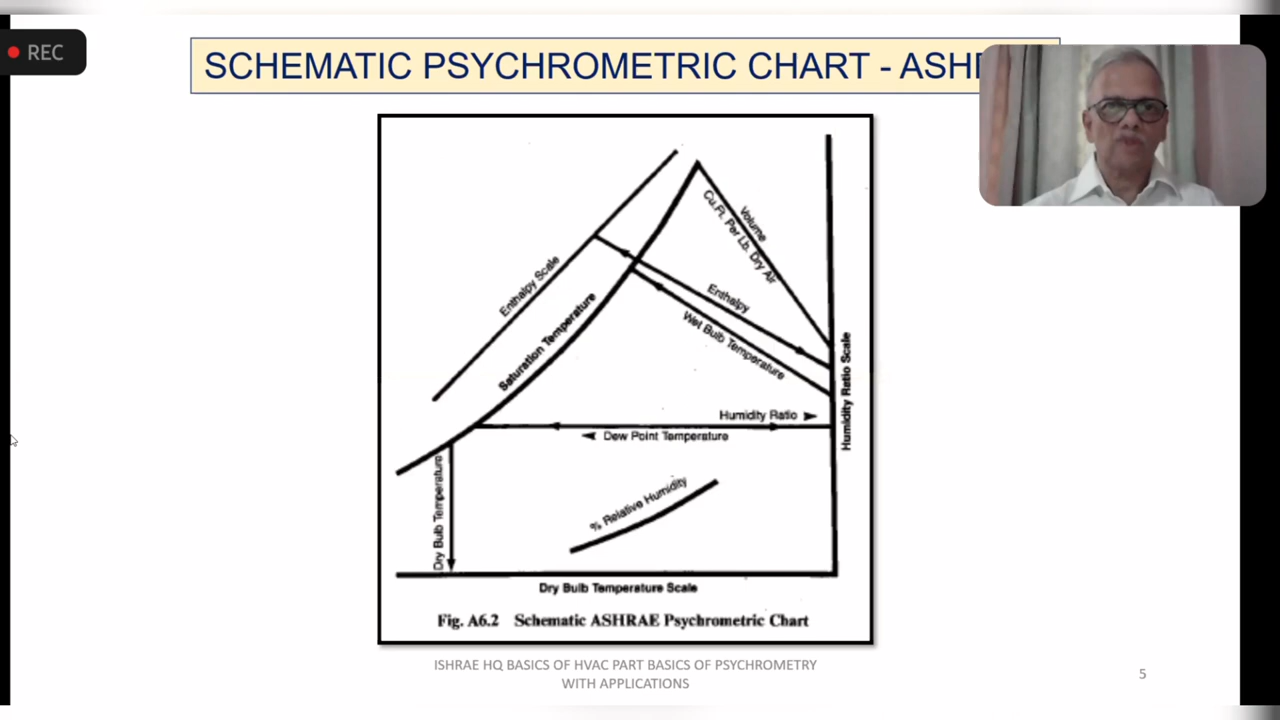 REC
SCHEMATIC PSYCHROMETRIC CHART - ASH
Enthalpy Scale
Saturation Temperature
Volume
Cu.Ft. Per Lb. Dry Air
Enthalpy
Wet Bulb Temperature
Humidity Ratio Scale
Humidity Ratio
Dew Point Temperature
Dry Bulb Temperature
% Relative Humidity
Dry Bulb Temperature Scale
Fig. A6.2 Schematic ASHRAE Psychrometric Chart
ISHRAE HQ BASICS OF HVAC PART BASICS OF PSYCHROMETRY
WITH APPLICATIONS
5